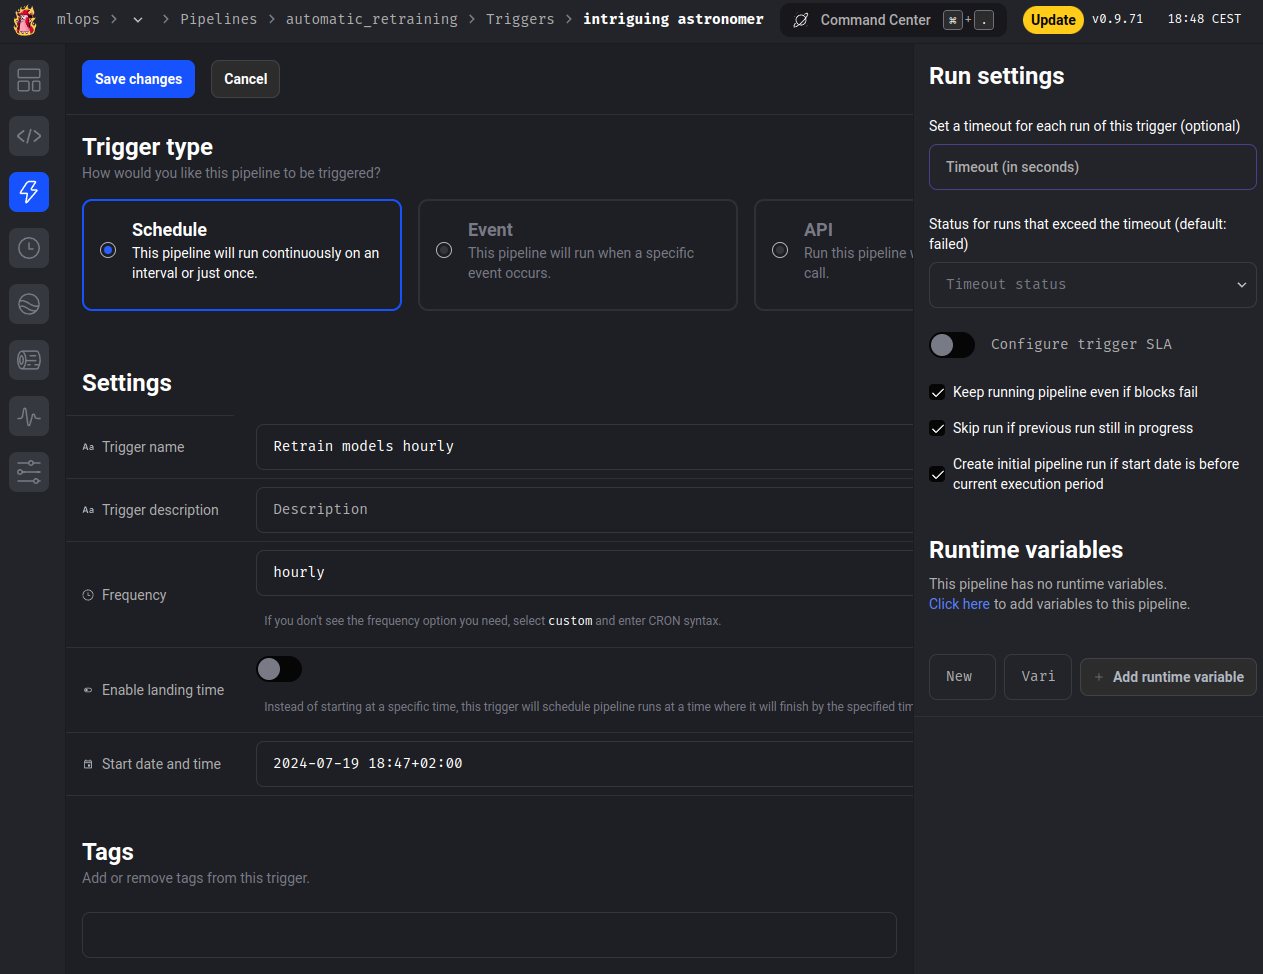 mlops > > Pipelines > automatic_retraining > Triggers > intriguing astronomer
Command Center ⌘ + .
Update
v0.9.71
18:48 CEST
Save changes
Cancel
Trigger type
How would you like this pipeline to be triggered?
Schedule
This pipeline will run continuously on an
interval or just once.
Event
This pipeline will run when a specific
event occurs.
API
Run this pipeline
call.
Settings
Aa Trigger name
Retrain models hourly
Aa Trigger description
Description
Frequency
hourly
If you don't see the frequency option you need, select custom and enter CRON syntax.
Enable landing time
Instead of starting at a specific time, this trigger will schedule pipeline runs at a time where it will finish by the specified tim
Start date and time
2024-07-19 18:47+02:00
Tags
Add or remove tags from this trigger.
Run settings
Set a timeout for each run of this trigger (optional)
Timeout (in seconds)
Status for runs that exceed the timeout (default:
failed)
Timeout status
Configure trigger SLA
Keep running pipeline even if blocks fail
Skip run if previous run still in progress
Create initial pipeline run if start date is before
current execution period
Runtime variables
This pipeline has no runtime variables.
Click here to add variables to this pipeline.
New
Vari
+ Add runtime variable